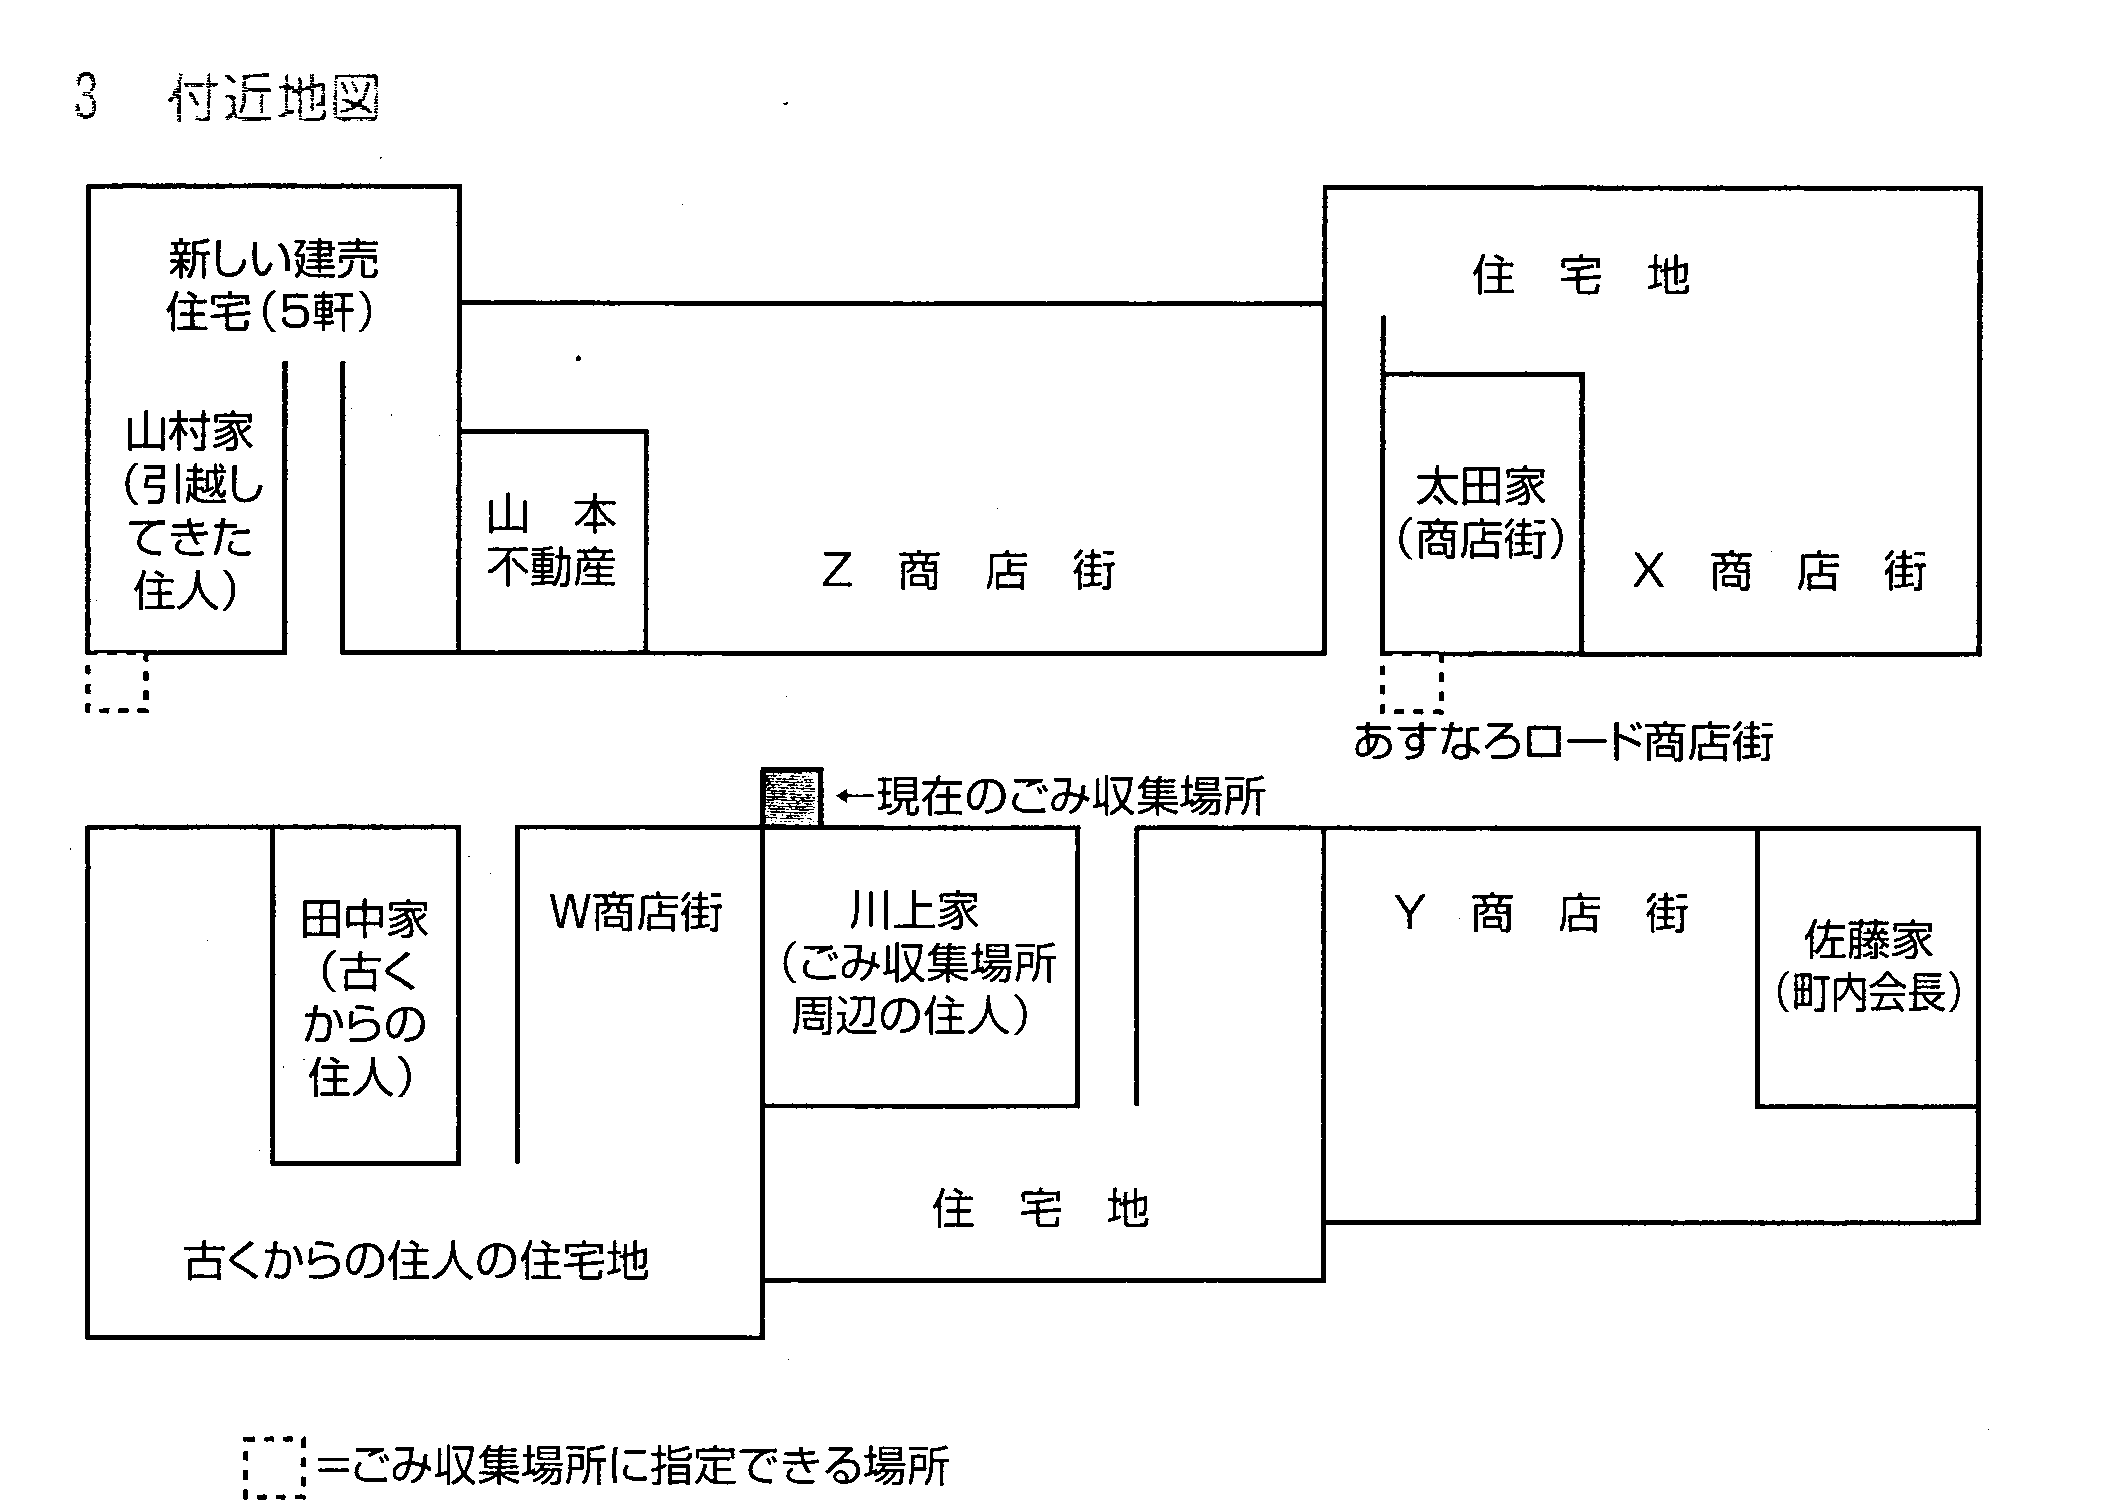 3　付近地図
新しい建売
住宅(5軒)
住　宅　地
山村家
(引越し
てきた
住人)
山　本
不動産
Z　商　店　街
太田家
(商店街)
X　商　店　街
あすなろロード商店街
←現在のごみ収集場所
田中家
(古く
からの
住人)
W商店街
川上家
(ごみ収集場所
周辺の住人)
Y　商　店　街
佐藤家
(町内会長)
住　宅　地
古くからの住人の住宅地
=ごみ収集場所に指定できる場所